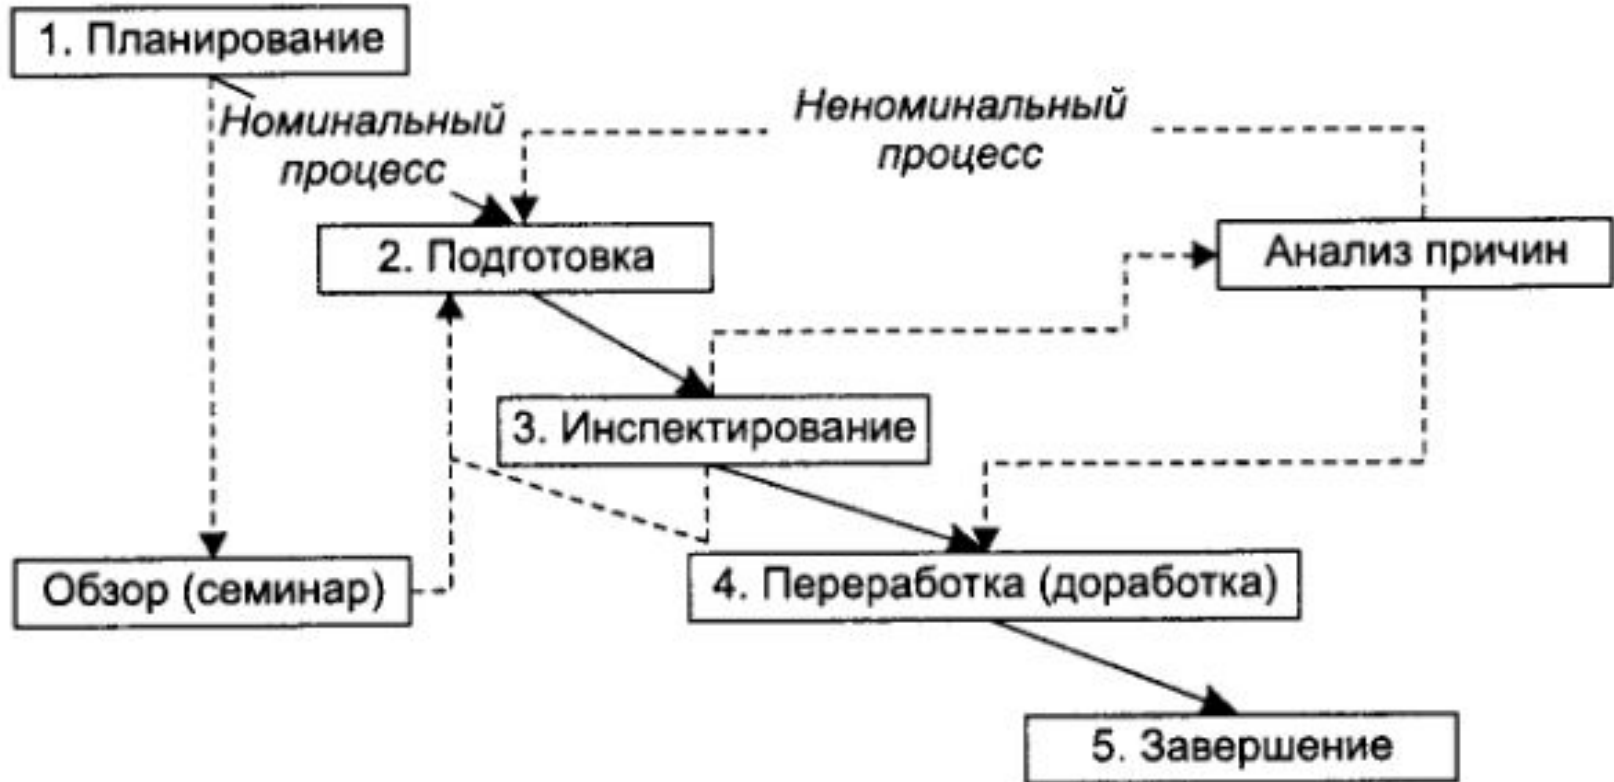 1. Планирование
Номинальный
процесс
Неноминальный
процесс
2. Подготовка
Анализ причин
3. Инспектирование
Обзор (семинар)
4. Переработка (доработка)
5. Завершение